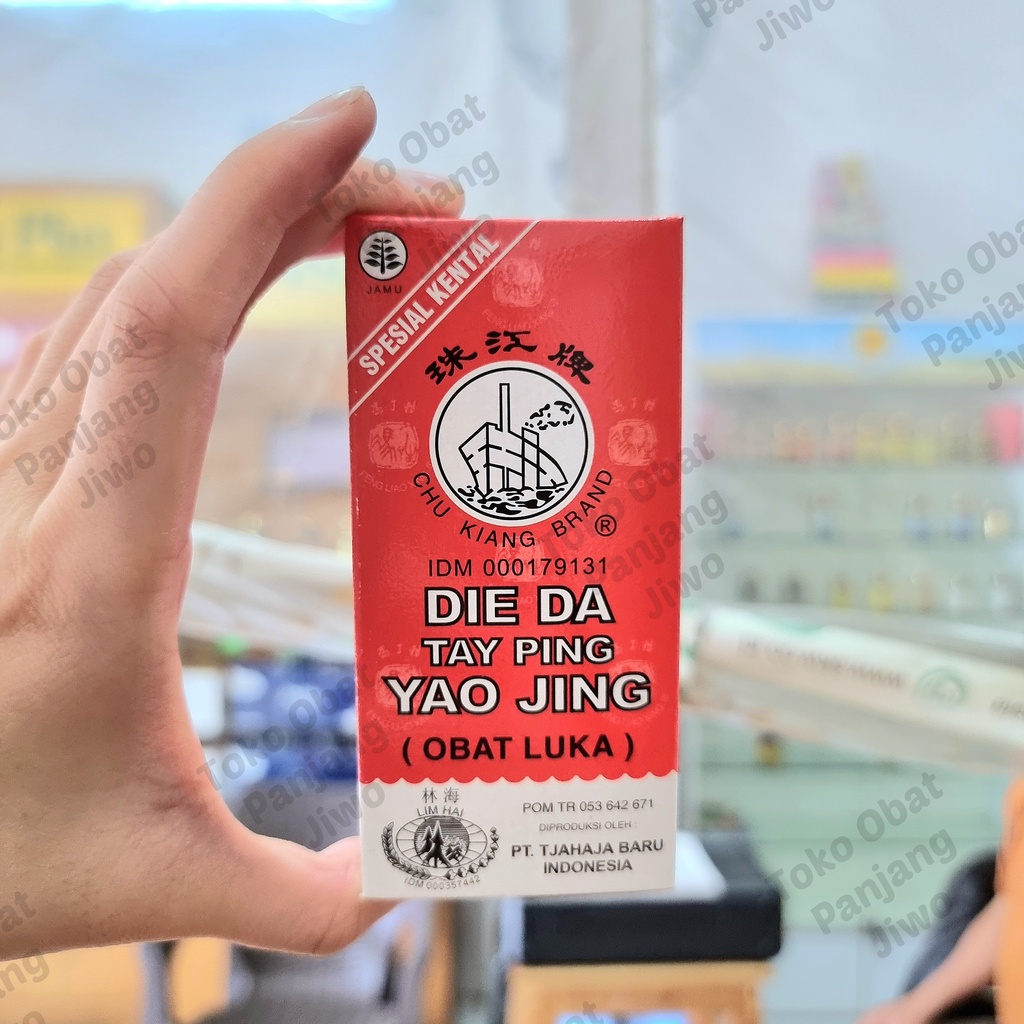 JAMU
SPESIAL KENTAL
珠江牌
CHU KIANG BRAND
®
IDM 000179131
DIE DA
TAY PING
YAO JING
( OBAT LUKA )
林海
LIM HAI
IDM 000357442
POM TR 053 642 671
DIPRODUKSI OLEH :
PT. TJAHAJA BARU
INDONESIA
Toko Obat
Panjang
Jiwo